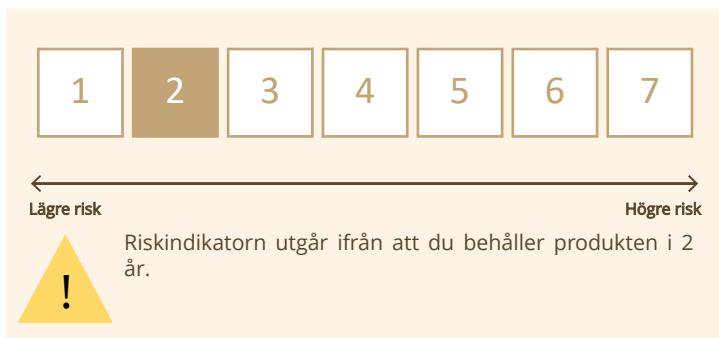 1 2 3 4 5 6 7
Lägre risk Högre risk
Riskindikatorn utgår ifrån att du behåller produkten i 2
år.
!